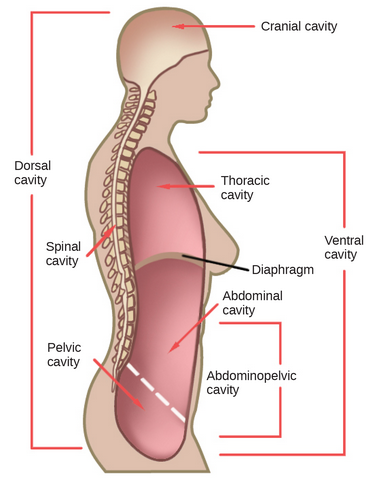 Cranial cavity
Dorsal
cavity
Thoracic
cavity
Ventral
cavity
Spinal
cavity
Diaphragm
Abdominal
cavity
Pelvic
cavity
Abdominopelvic
cavity